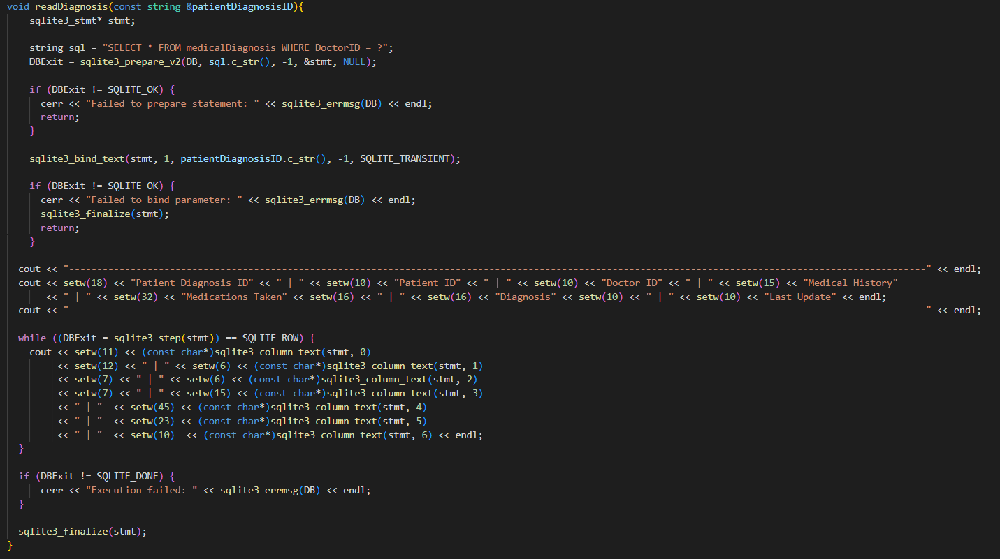 void readDiagnosis(const string &patientDiagnosisID){
    sqlite3_stmt* stmt;

    string sql = "SELECT * FROM medicalDiagnosis WHERE DoctorID = ?";
    DBExit = sqlite3_prepare_v2(DB, sql.c_str(), -1, &stmt, NULL);

    if (DBExit != SQLITE_OK) {
      cerr << "Failed to prepare statement: " << sqlite3_errmsg(DB) << endl;
      return;
    }

    sqlite3_bind_text(stmt, 1, patientDiagnosisID.c_str(), -1, SQLITE_TRANSIENT);

    if (DBExit != SQLITE_OK) {
      cerr << "Failed to bind parameter: " << sqlite3_errmsg(DB) << endl;
      sqlite3_finalize(stmt);
      return;
    }

  cout << "---------------------------------------------------------------------------------------------------------------------------------------------------------" << endl;
  cout << setw(18) << "Patient Diagnosis ID" << " | " << setw(10) << "Patient ID" << " | " << setw(10) << "Doctor ID" << " | " << setw(15) << "Medical History"
       << " | " << setw(32) << "Medications Taken" << setw(16) << " | " << setw(16) << "Diagnosis" << setw(10) << " | " << setw(10) << "Last Update" << endl;
  cout << "---------------------------------------------------------------------------------------------------------------------------------------------------------" << endl;

  while ((DBExit = sqlite3_step(stmt)) == SQLITE_ROW) {
    cout << setw(11) << (const char*)sqlite3_column_text(stmt, 0)
         << setw(12) << " | " << setw(6) << (const char*)sqlite3_column_text(stmt, 1)
         << setw(7) << " | " << setw(6) << (const char*)sqlite3_column_text(stmt, 2)
         << setw(7) << " | " << setw(15) << (const char*)sqlite3_column_text(stmt, 3)
         << " | "  << setw(45) << (const char*)sqlite3_column_text(stmt, 4)
         << " | "  << setw(23) << (const char*)sqlite3_column_text(stmt, 5)
         << " | "  << setw(10)  << (const char*)sqlite3_column_text(stmt, 6) << endl;
  }

  if (DBExit != SQLITE_DONE) {
      cerr << "Execution failed: " << sqlite3_errmsg(DB) << endl;
  }

  sqlite3_finalize(stmt);
}